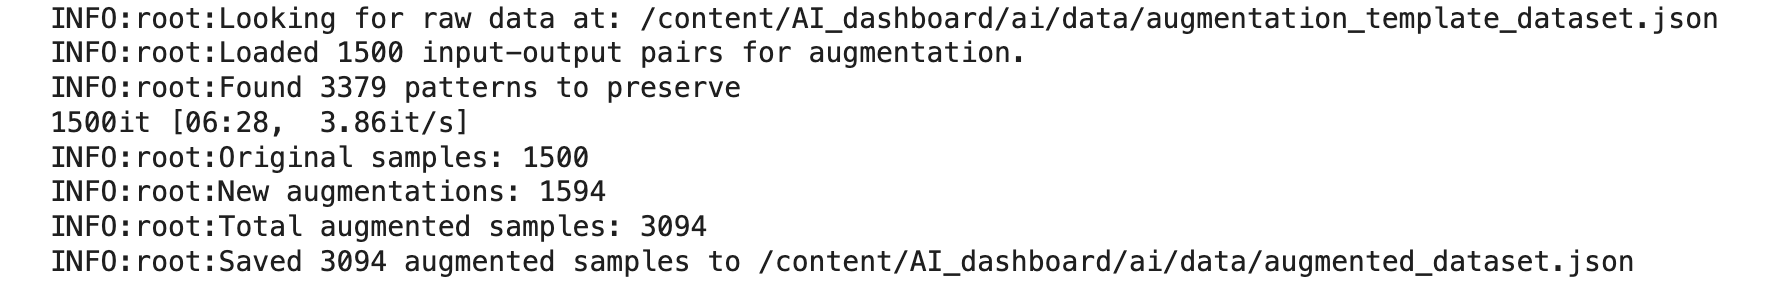 INFO:root:Looking for raw data at: /content/AI_dashboard/ai/data/augmentation_template_dataset.json
INFO:root:Loaded 1500 input-output pairs for augmentation.
INFO:root:Found 3379 patterns to preserve
1500it [06:28,  3.86it/s]
INFO:root:Original samples: 1500
INFO:root:New augmentations: 1594
INFO:root:Total augmented samples: 3094
INFO:root:Saved 3094 augmented samples to /content/AI_dashboard/ai/data/augmented_dataset.json